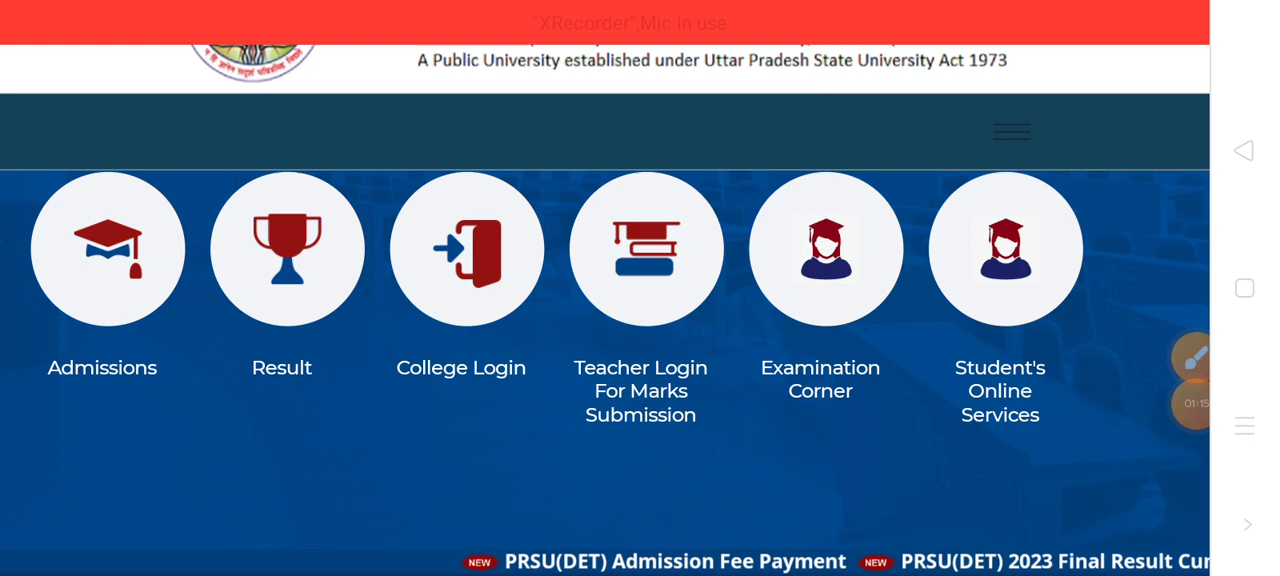 "XRecorder",Mic in use
A Public University established under Uttar Pradesh State University Act 1973
Admissions
Result
College Login
Teacher Login
For Marks
Submission
Examination
Corner
Student's
Online
Services
01:15
NEW PRSU(DET) Admission Fee Payment NEW PRSU(DET) 2023 Final Result